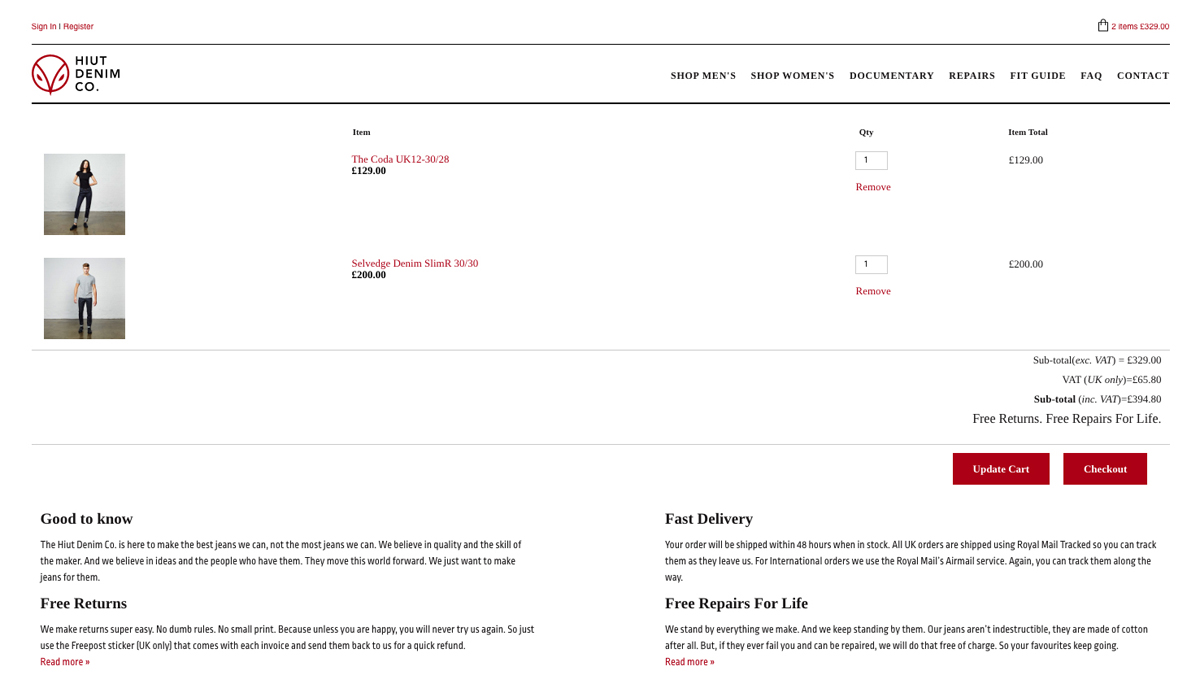 Sign In | Register
2 items £329.00
HIUT
DENIM
CO.
SHOP MEN'S SHOP WOMEN'S DOCUMENTARY REPAIRS FIT GUIDE FAQ CONTACT
Item Qty Item Total
The Coda UK12-30/28 1 £129.00
£129.00
Remove
Selvedge Denim SlimR 30/30 1 £200.00
£200.00
Remove
Sub-total(exc. VAT) = £329.00
VAT (UK only)=£65.80
Sub-total (inc. VAT)=£394.80
Free Returns. Free Repairs For Life.
Update Cart Checkout
Good to know
The Hiut Denim Co. is here to make the best jeans we can, not the most jeans we can. We believe in quality and the skill of
the maker. And we believe in ideas and the people who have them. They move this world forward. We just want to make
jeans for them.
Fast Delivery
Your order will be shipped within 48 hours when in stock. All UK orders are shipped using Royal Mail Tracked so you can track
them as they leave us. For International orders we use the Royal Mail's Airmail service. Again, you can track them along the
way.
Free Returns
We make returns super easy. No dumb rules. No small print. Because unless you are happy, you will never try us again. So just
use the Freepost sticker (UK only) that comes with each invoice and send them back to us for a quick refund.
Read more »
Free Repairs For Life
We stand by everything we make. And we keep standing by them. Our jeans aren't indestructible, they are made of cotton
after all. But, if they ever fail you and can be repaired, we will do that free of charge. So your favourites keep going.
Read more »